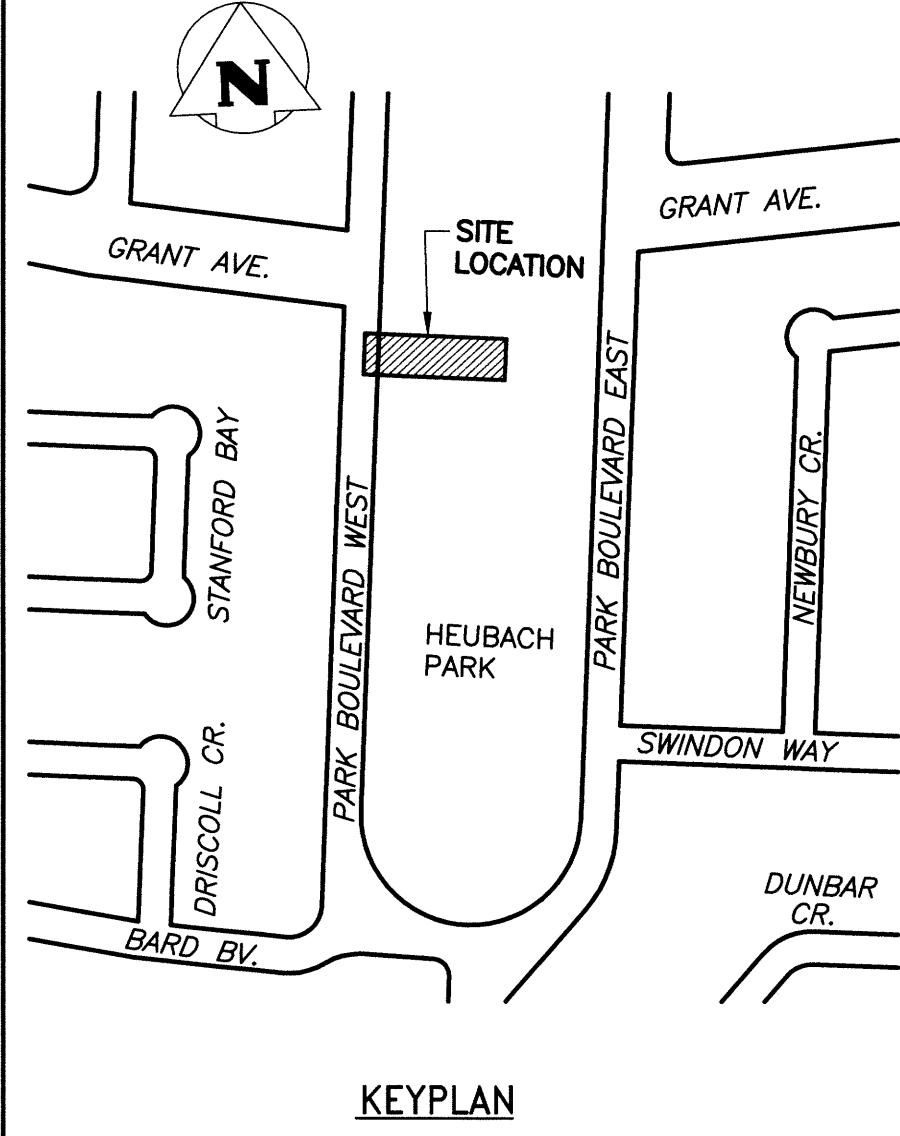 N
GRANT AVE.
GRANT AVE.
SITE
LOCATION
STANFORD BAY
PARK BOULEVARD WEST
PARK BOULEVARD EAST
NEWBURY CR.
HEUBACH
PARK
DRISCOLL CR.
SWINDON WAY
DUNBAR
CR.
BARD BV.
KEYPLAN